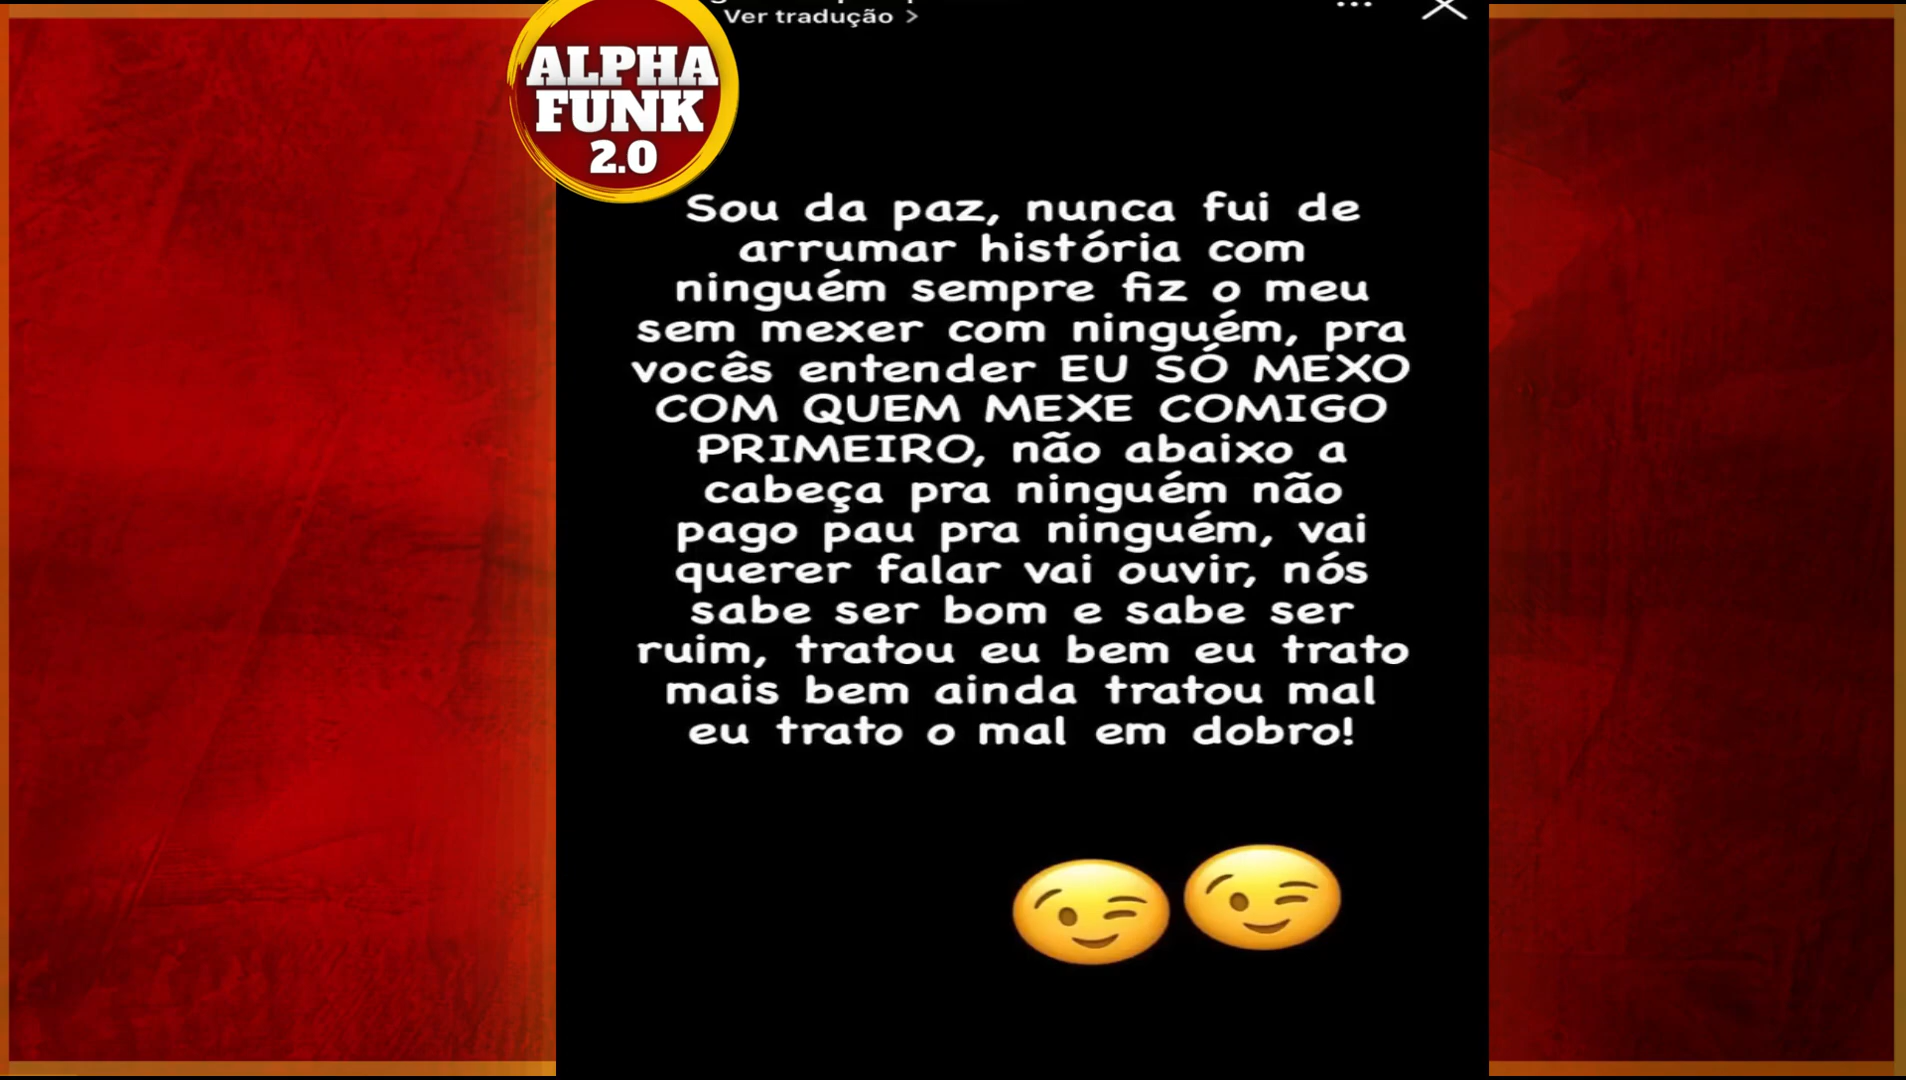 Ver tradução >
ALPHA
FUNK
2.0
Sou da paz, nunca fui de
arrumar história com
ninguém sempre fiz o meu
sem mexer com ninguém, pra
vocês entender EU SÓ MEXO
COM QUEM MEXE COMIGO
PRIMEIRO, não abaixo a
cabeça pra ninguém não
pago pau pra ninguém, vai
querer falar vai ouvir, nós
sabe ser bom e sabe ser
ruim, tratou eu bem eu trato
mais bem ainda tratou mal
eu trato o mal em dobro!